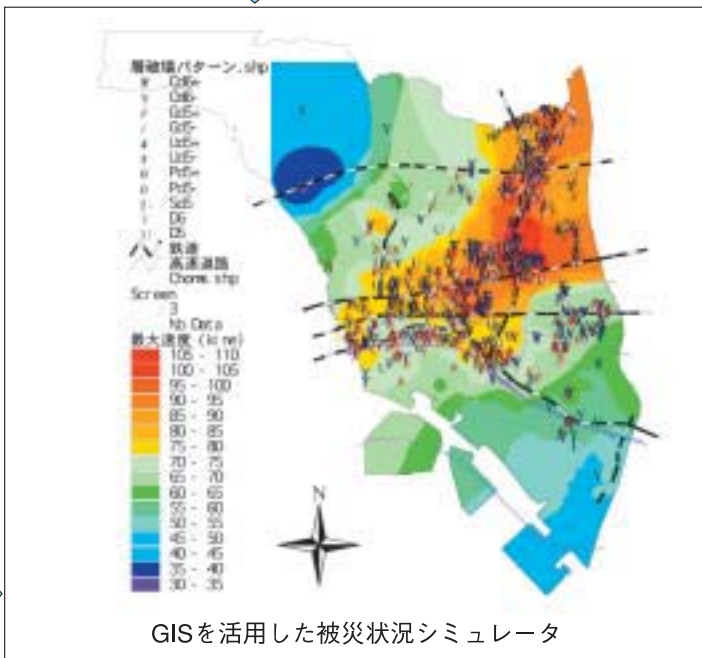 層破壊パターン.shp
Gd5+
Gd5-
Ud5+
Ud5-
Pd5+
Pd5-
Sd5
D6
D5
鉄道
高速道路
Chome.shp
Screen
3
No Data
最大速度 (kine)
105 - 110
100 - 105
95 - 100
90 - 95
85 - 90
80 - 85
75 - 80
70 - 75
65 - 70
60 - 65
55 - 60
50 - 55
45 - 50
40 - 45
35 - 40
30 - 35
N
GISを活用した被災状況シミュレータ